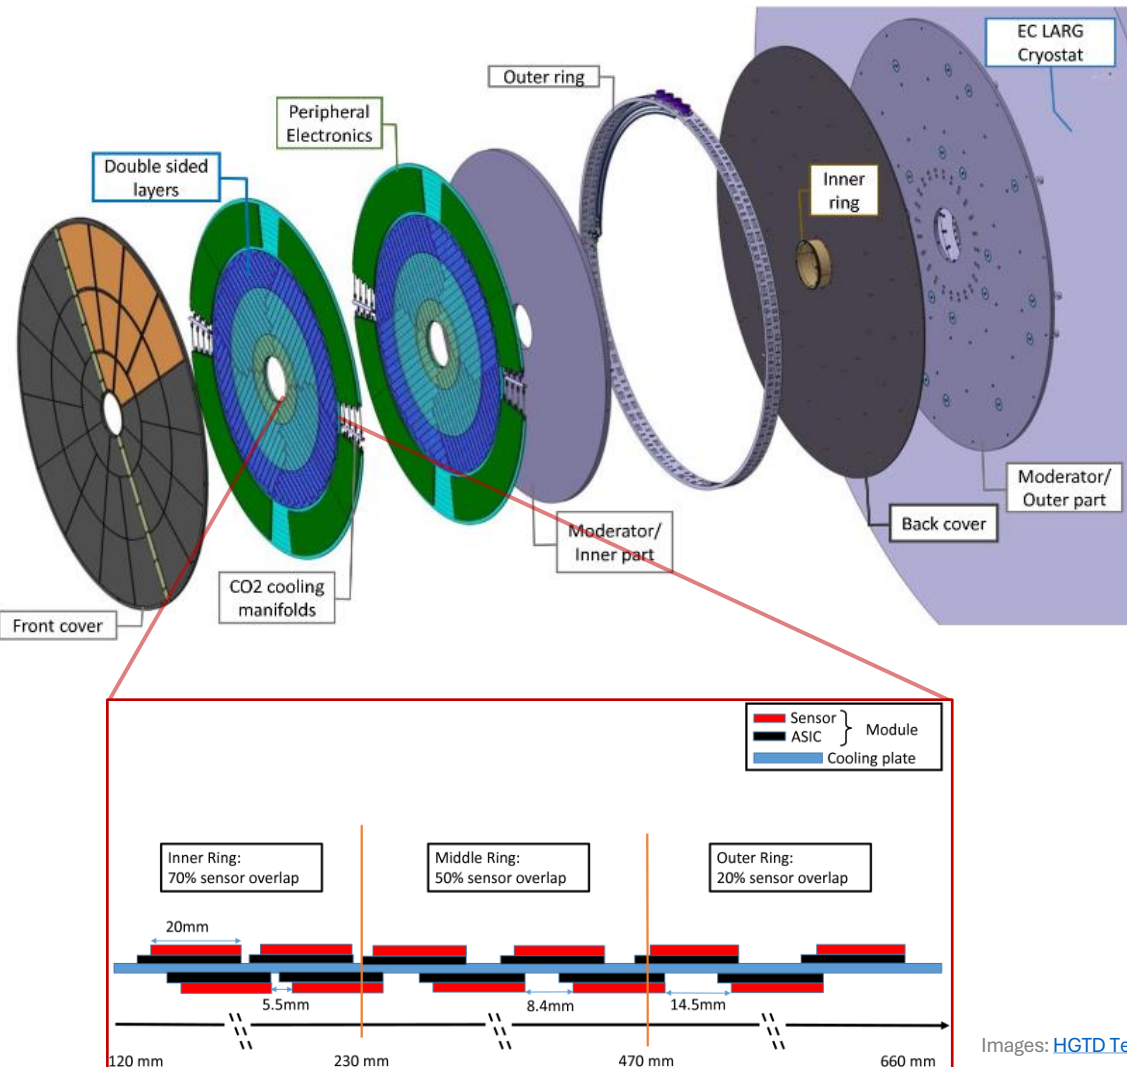 EC LARG
Cryostat
Outer ring
Peripheral
Electronics
Double sided
layers
Inner
ring
Moderator/
Outer part
Back cover
Moderator/
Inner part
CO2 cooling
manifolds
Front cover
Sensor
ASIC
Module
Cooling plate
Inner Ring:
70% sensor overlap
Middle Ring:
50% sensor overlap
Outer Ring:
20% sensor overlap
20mm
5.5mm
8.4mm
14.5mm
120 mm
230 mm
470 mm
660 mm
Images: HGTD Te